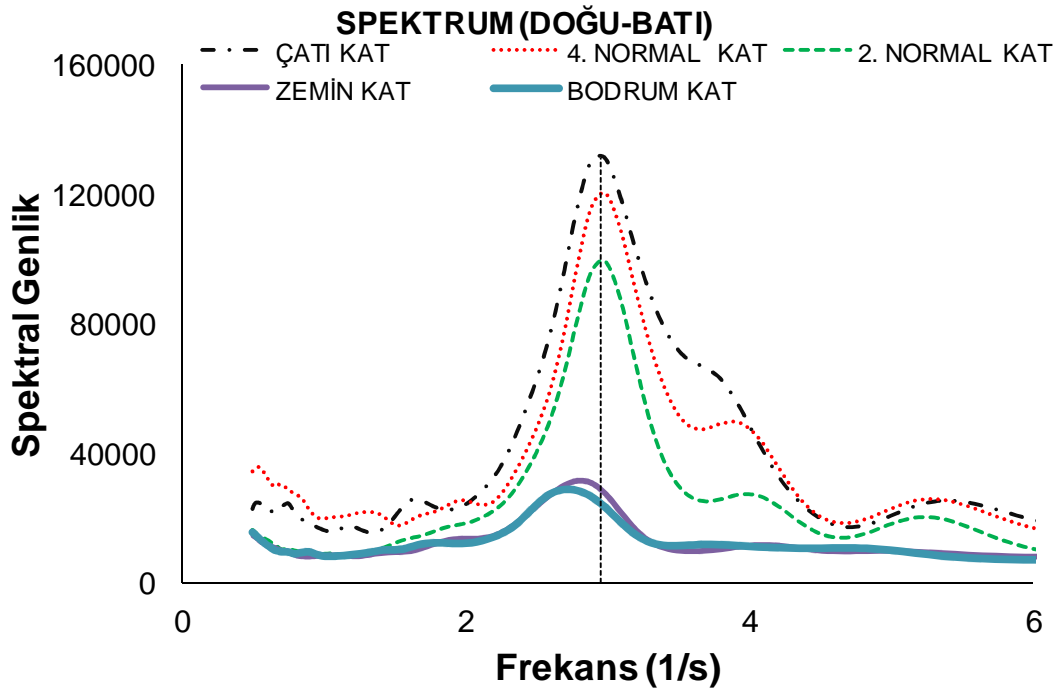 SPEKTRUM (DOĞU-BATI)
ÇATI KAT
4. NORMAL KAT
2. NORMAL KAT
ZEMİN KAT
BODRUM KAT
160000
120000
80000
40000
0
Spektral Genlik
0 2 4 6
Frekans (1/s)